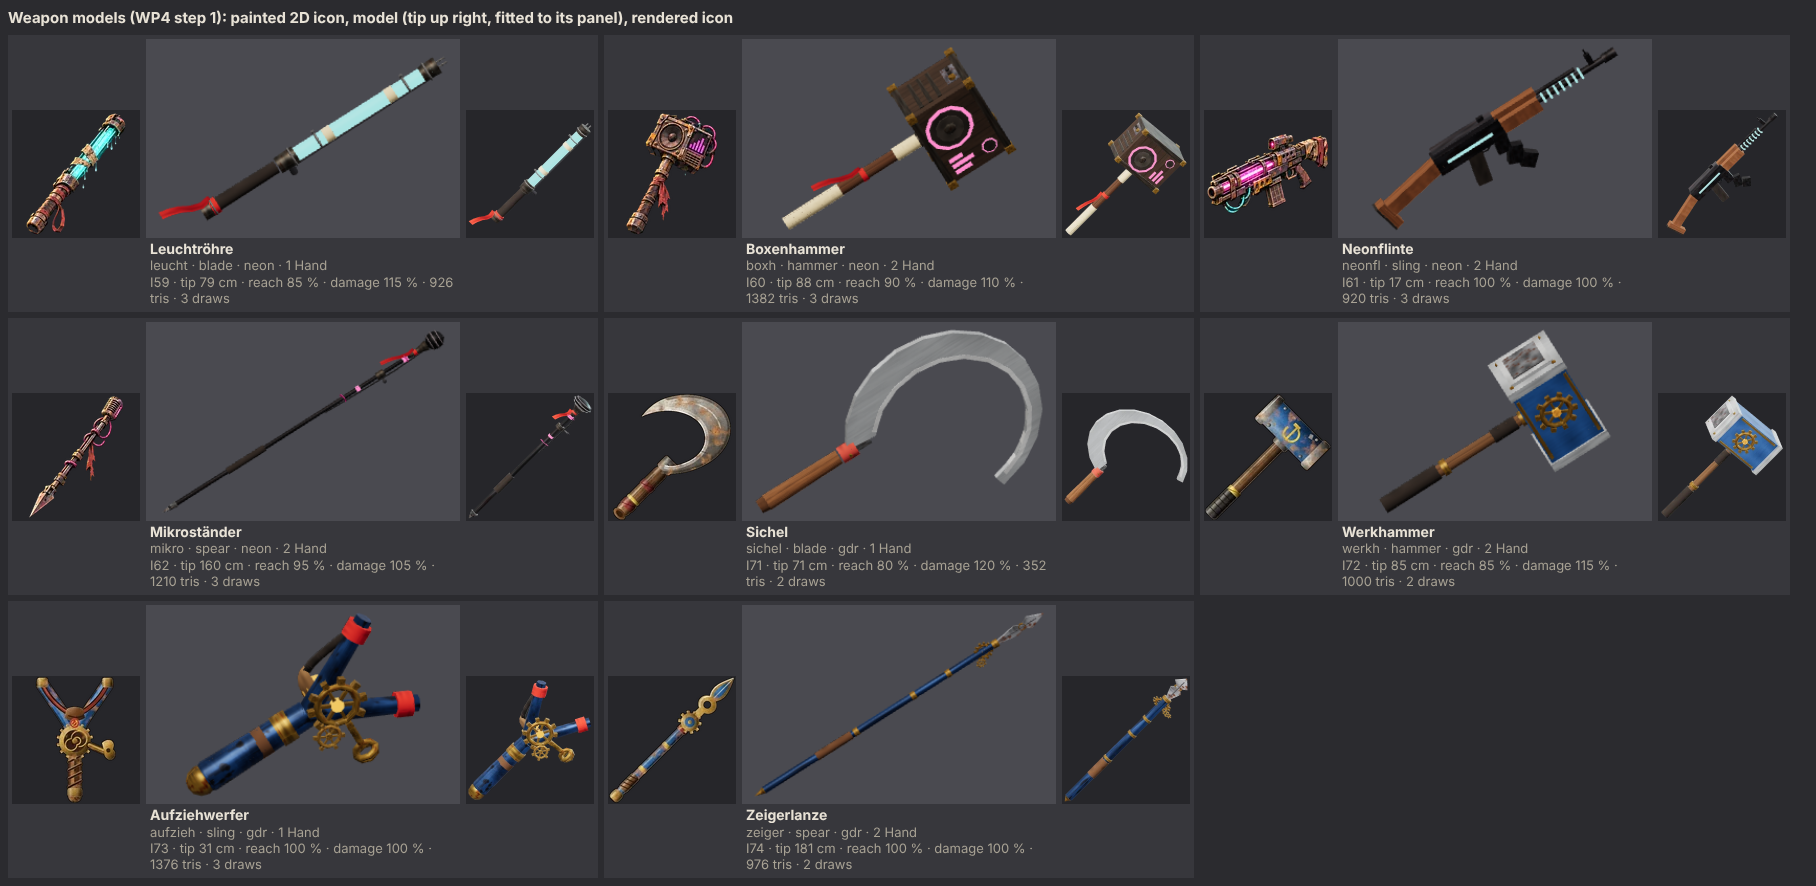 Weapon models (WP4 step 1): painted 2D icon, model (tip up right, fitted to its panel), rendered icon
Leuchtröhre
leucht · blade · neon · 1 Hand
I59 · tip 79 cm · reach 85 % · damage 115 % · 926
tris · 3 draws
Boxenhammer
boxh · hammer · neon · 2 Hand
I60 · tip 88 cm · reach 90 % · damage 110 % ·
1382 tris · 3 draws
Neonflinte
neonfl · sling · neon · 2 Hand
I61 · tip 17 cm · reach 100 % · damage 100 % ·
920 tris · 3 draws
Mikroständer
mikro · spear · neon · 2 Hand
I62 · tip 160 cm · reach 95 % · damage 105 % ·
1210 tris · 3 draws
Sichel
sichel · blade · gdr · 1 Hand
I71 · tip 71 cm · reach 80 % · damage 120 % · 352
tris · 2 draws
Werkhammer
werkh · hammer · gdr · 2 Hand
I72 · tip 85 cm · reach 85 % · damage 115 % ·
1000 tris · 2 draws
Aufziehwerfer
aufzieh · sling · gdr · 1 Hand
I73 · tip 31 cm · reach 100 % · damage 100 % ·
1376 tris · 3 draws
Zeigerlanze
zeiger · spear · gdr · 2 Hand
I74 · tip 181 cm · reach 100 % · damage 100 % ·
976 tris · 2 draws